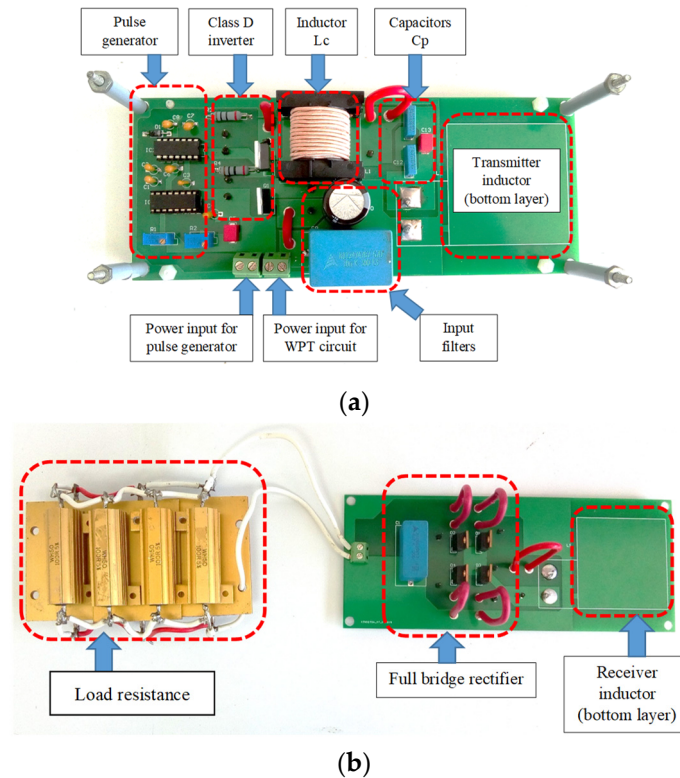 Pulse
generator
Class D
inverter
Inductor
Lc
Capacitors
Cp
Transmitter
inductor
(bottom layer)
Power input for
pulse generator
Power input for
WPT circuit
Input
filters
(a)
Load resistance
Full bridge rectifier
Receiver
inductor
(bottom layer)
(b)